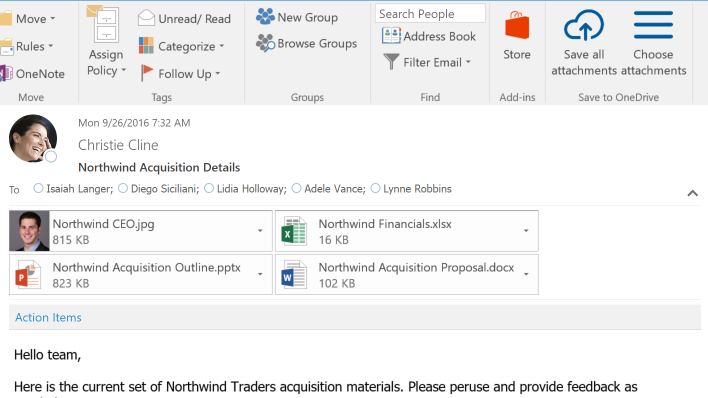 Move
Unread/ Read
New Group
Search People
Rules
Assign
Policy
Categorize
Browse Groups
Address Book
Store
Save all
attachments
Choose
attachments
OneNote
Follow Up
Filter Email
Move
Tags
Groups
Find
Add-ins
Save to OneDrive
Mon 9/26/2016 7:32 AM
Christie Cline
Northwind Acquisition Details
To Isaiah Langer; Diego Siciliani; Lidia Holloway; Adele Vance; Lynne Robbins
Northwind CEO.jpg
815 KB
Northwind Financials.xlsx
16 KB
Northwind Acquisition Outline.pptx
823 KB
Northwind Acquisition Proposal.docx
102 KB
Action Items
Hello team,
Here is the current set of Northwind Traders acquisition materials. Please peruse and provide feedback as